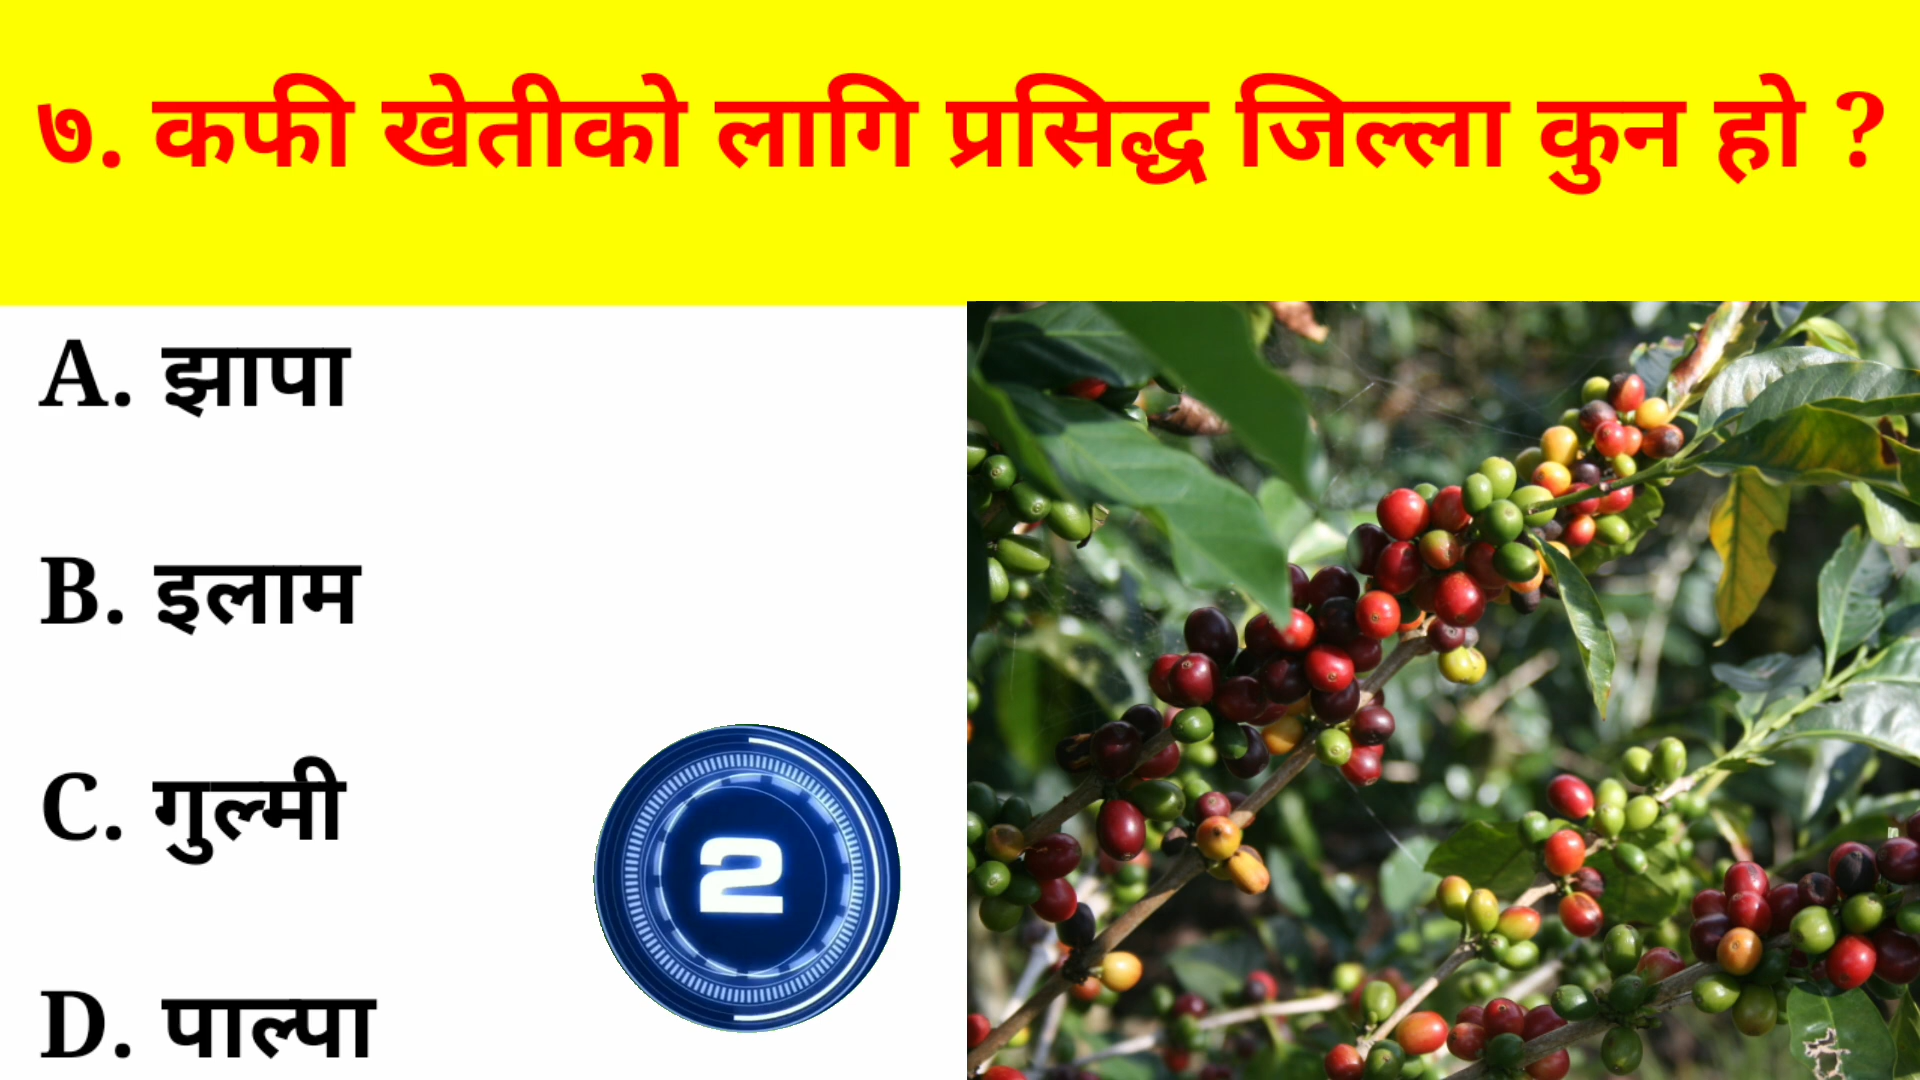 ७. कफी खेतीको लागि प्रसिद्ध जिल्ला कुन हो ?
A. झापा
B. इलाम
C. गुल्मी
2
D. पाल्पा